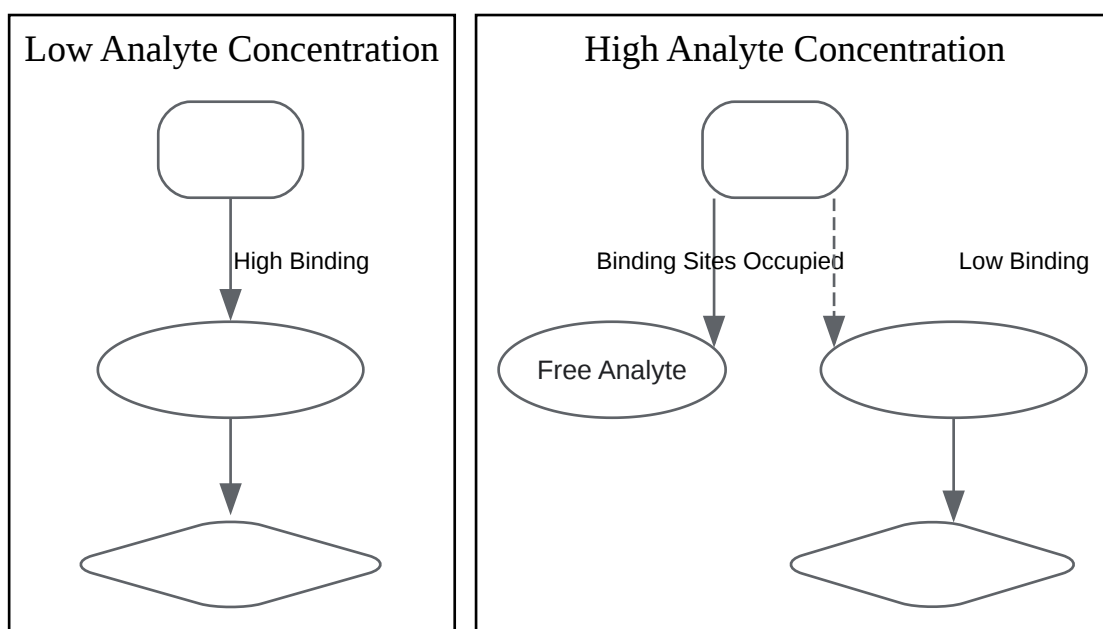 Low Analyte Concentration
High Binding
High Analyte Concentration
Binding Sites Occupied
Low Binding
Free Analyte